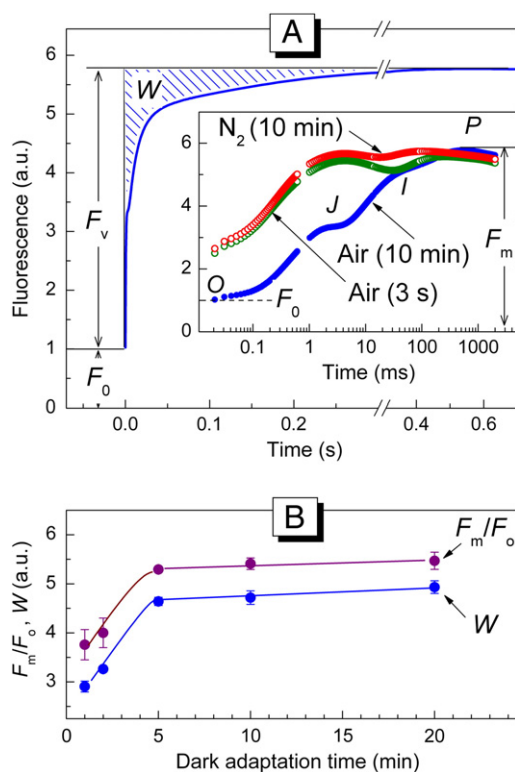 A
6
5
4
3
2
1
0
Fluorescence (a.u.)
W
Fv
F0
N2 (10 min)
P
6
4
2
0
J
I
O
F0
Air (10 min)
Air (3 s)
Fm
0.1 1 10 100 1000
Time (ms)
0.0 0.1 0.2 0.4 0.6
Time (s)
B
6
5
4
3
2
Fm/Fo, W (a.u.)
Fm/Fo
W
0 5 10 15 20 25
Dark adaptation time (min)